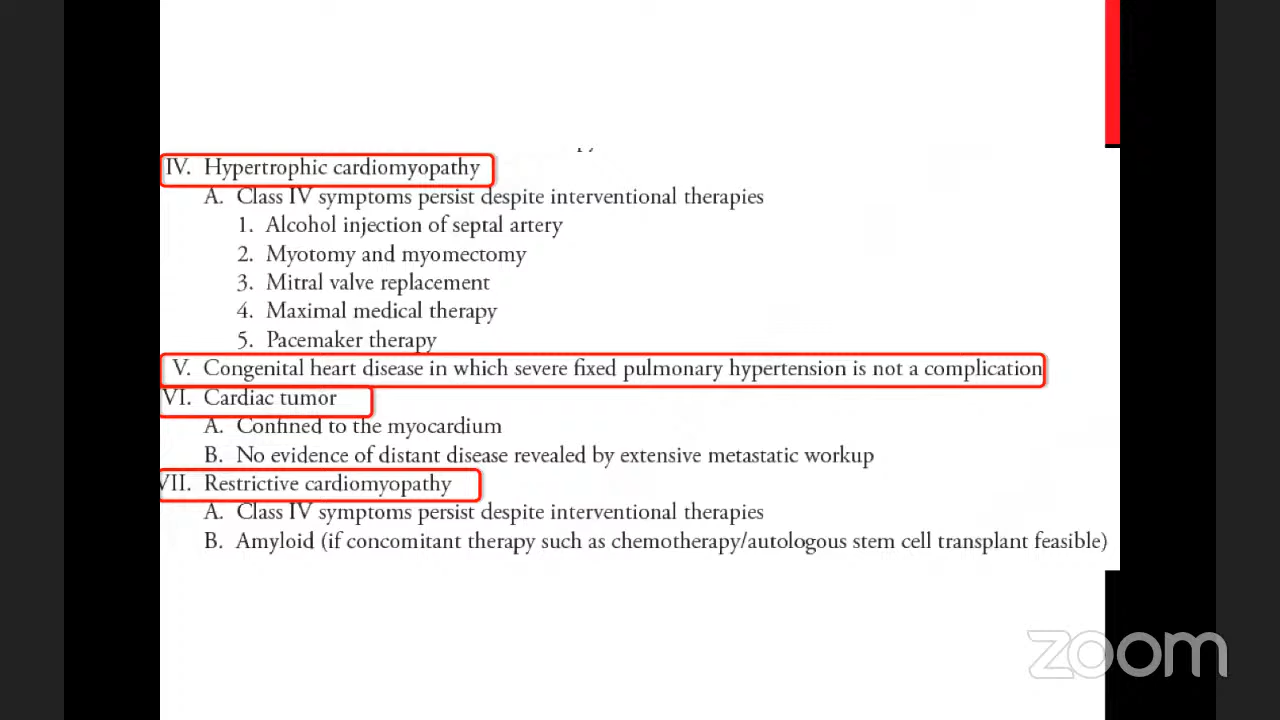 IV. Hypertrophic cardiomyopathy
A. Class IV symptoms persist despite interventional therapies
1. Alcohol injection of septal artery
2. Myotomy and myomectomy
3. Mitral valve replacement
4. Maximal medical therapy
5. Pacemaker therapy
V. Congenital heart disease in which severe fixed pulmonary hypertension is not a complication
VI. Cardiac tumor
A. Confined to the myocardium
B. No evidence of distant disease revealed by extensive metastatic workup
VII. Restrictive cardiomyopathy
A. Class IV symptoms persist despite interventional therapies
B. Amyloid (if concomitant therapy such as chemotherapy/autologous stem cell transplant feasible)
zoom